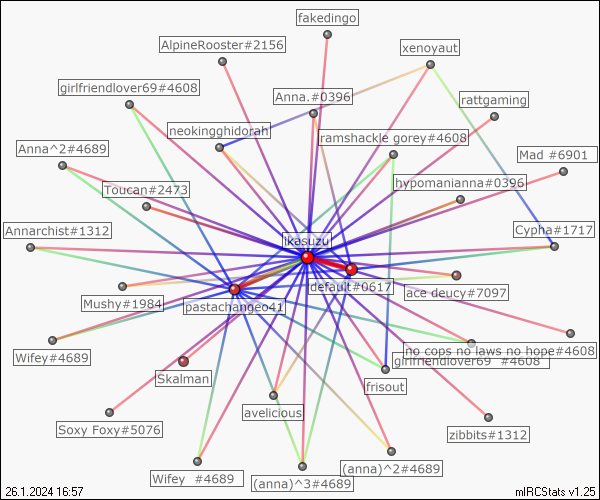 fakedingo
AlpineRooster#2156
xenoyaut
girlfriendlover69#4608
Anna.#0396
rattgaming
neokingghidorah
ramshackle gorey#4608
Anna^2#4689
Mad #6901
Toucan#2473
hypomanianna#0396
Annarchist#1312
ikasuzu
Cypha#1717
default#0617
ace deucy#7097
Mushy#1984
pastachangeo41
Wifey#4689
no cops no laws no hope#4608
girlfriendlover69 #4608
Skalman
frisout
avelicious
Soxy Foxy#5076
zibbits#1312
Wifey #4689
(anna)^3#4689
(anna)^2#4689
26.1.2024 16:57
mIRCStats v1.25